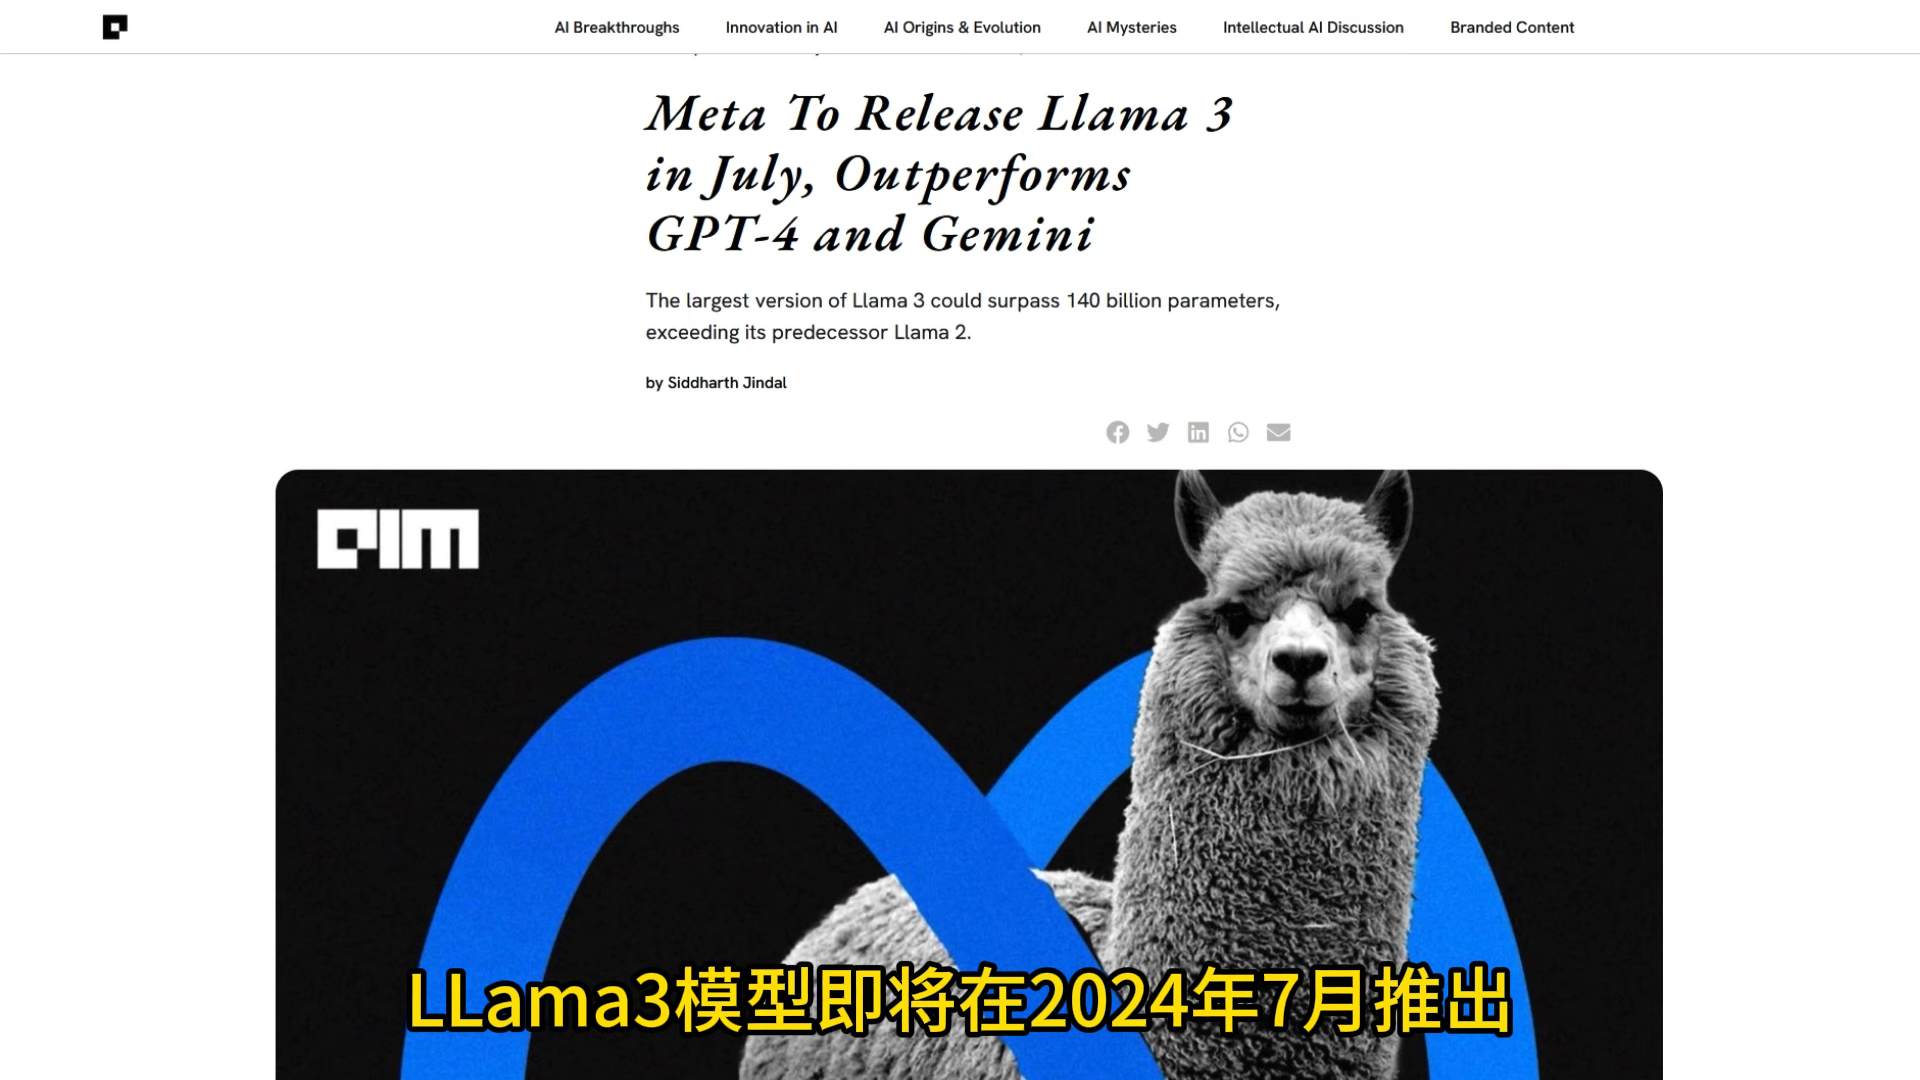 AI Breakthroughs Innovation in AI AI Origins & Evolution AI Mysteries Intellectual AI Discussion Branded Content
Meta To Release Llama 3
in July, Outperforms
GPT-4 and Gemini
The largest version of Llama 3 could surpass 140 billion parameters,
exceeding its predecessor Llama 2.
by Siddharth Jindal
AIM
LLama3模型即将在2024年7月推出